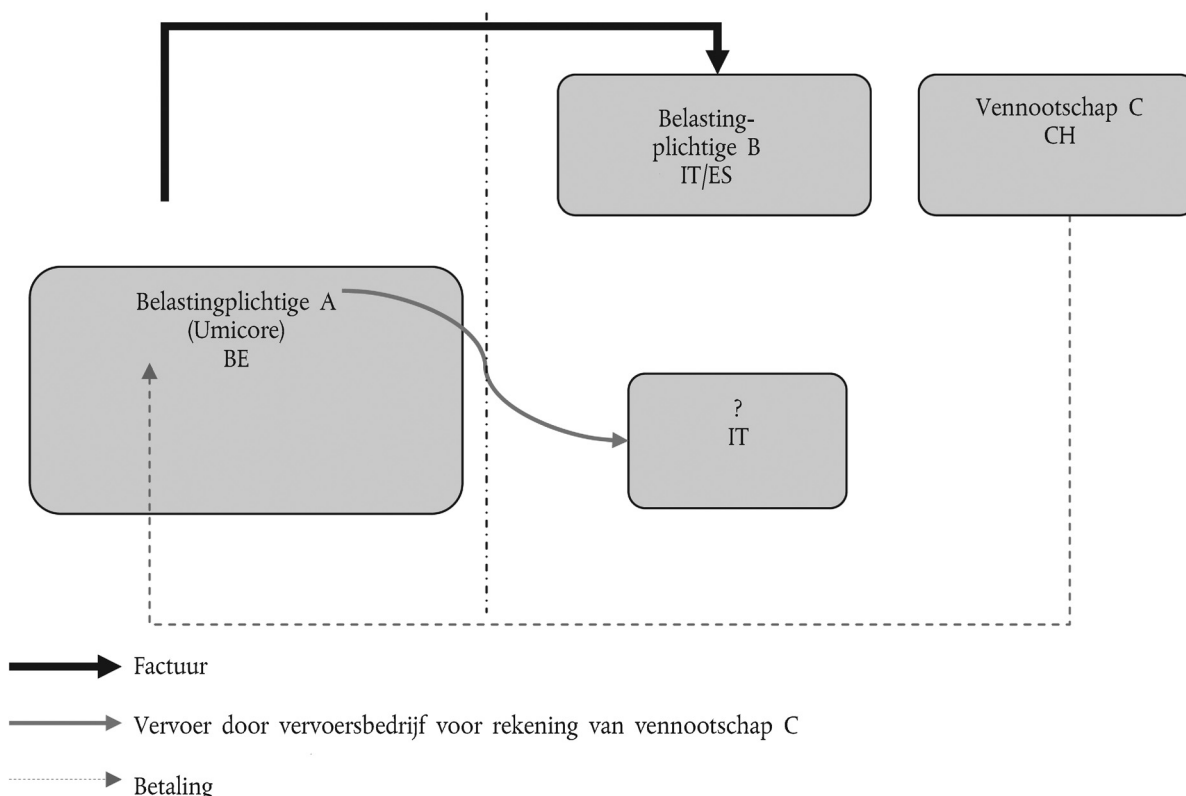 Belasting-
plichtige B
IT/ES
Vennootschap C
CH
Belastingplichtige A
(Umicore)
BE
?
IT
Factuur
Vervoer door vervoersbedrijf voor rekening van vennootschap C
Betaling